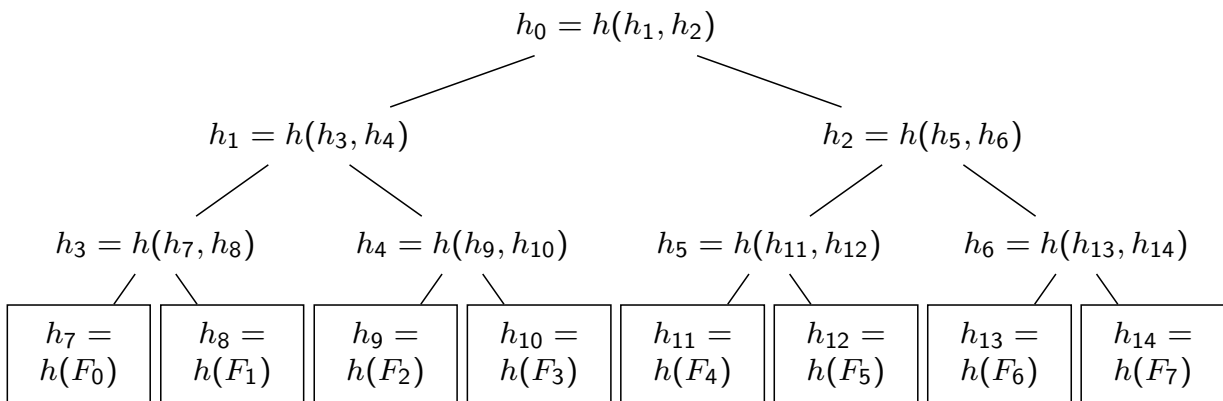 h₀ = h(h₁, h₂)
h₁ = h(h₃, h₄)
h₂ = h(h₅, h₆)
h₃ = h(h₇, h₈)
h₄ = h(h₉, h₁₀)
h₅ = h(h₁₁, h₁₂)
h₆ = h(h₁₃, h₁₄)
h₇ =
h(F₀)
h₈ =
h(F₁)
h₉ =
h(F₂)
h₁₀ =
h(F₃)
h₁₁ =
h(F₄)
h₁₂ =
h(F₅)
h₁₃ =
h(F₆)
h₁₄ =
h(F₇)